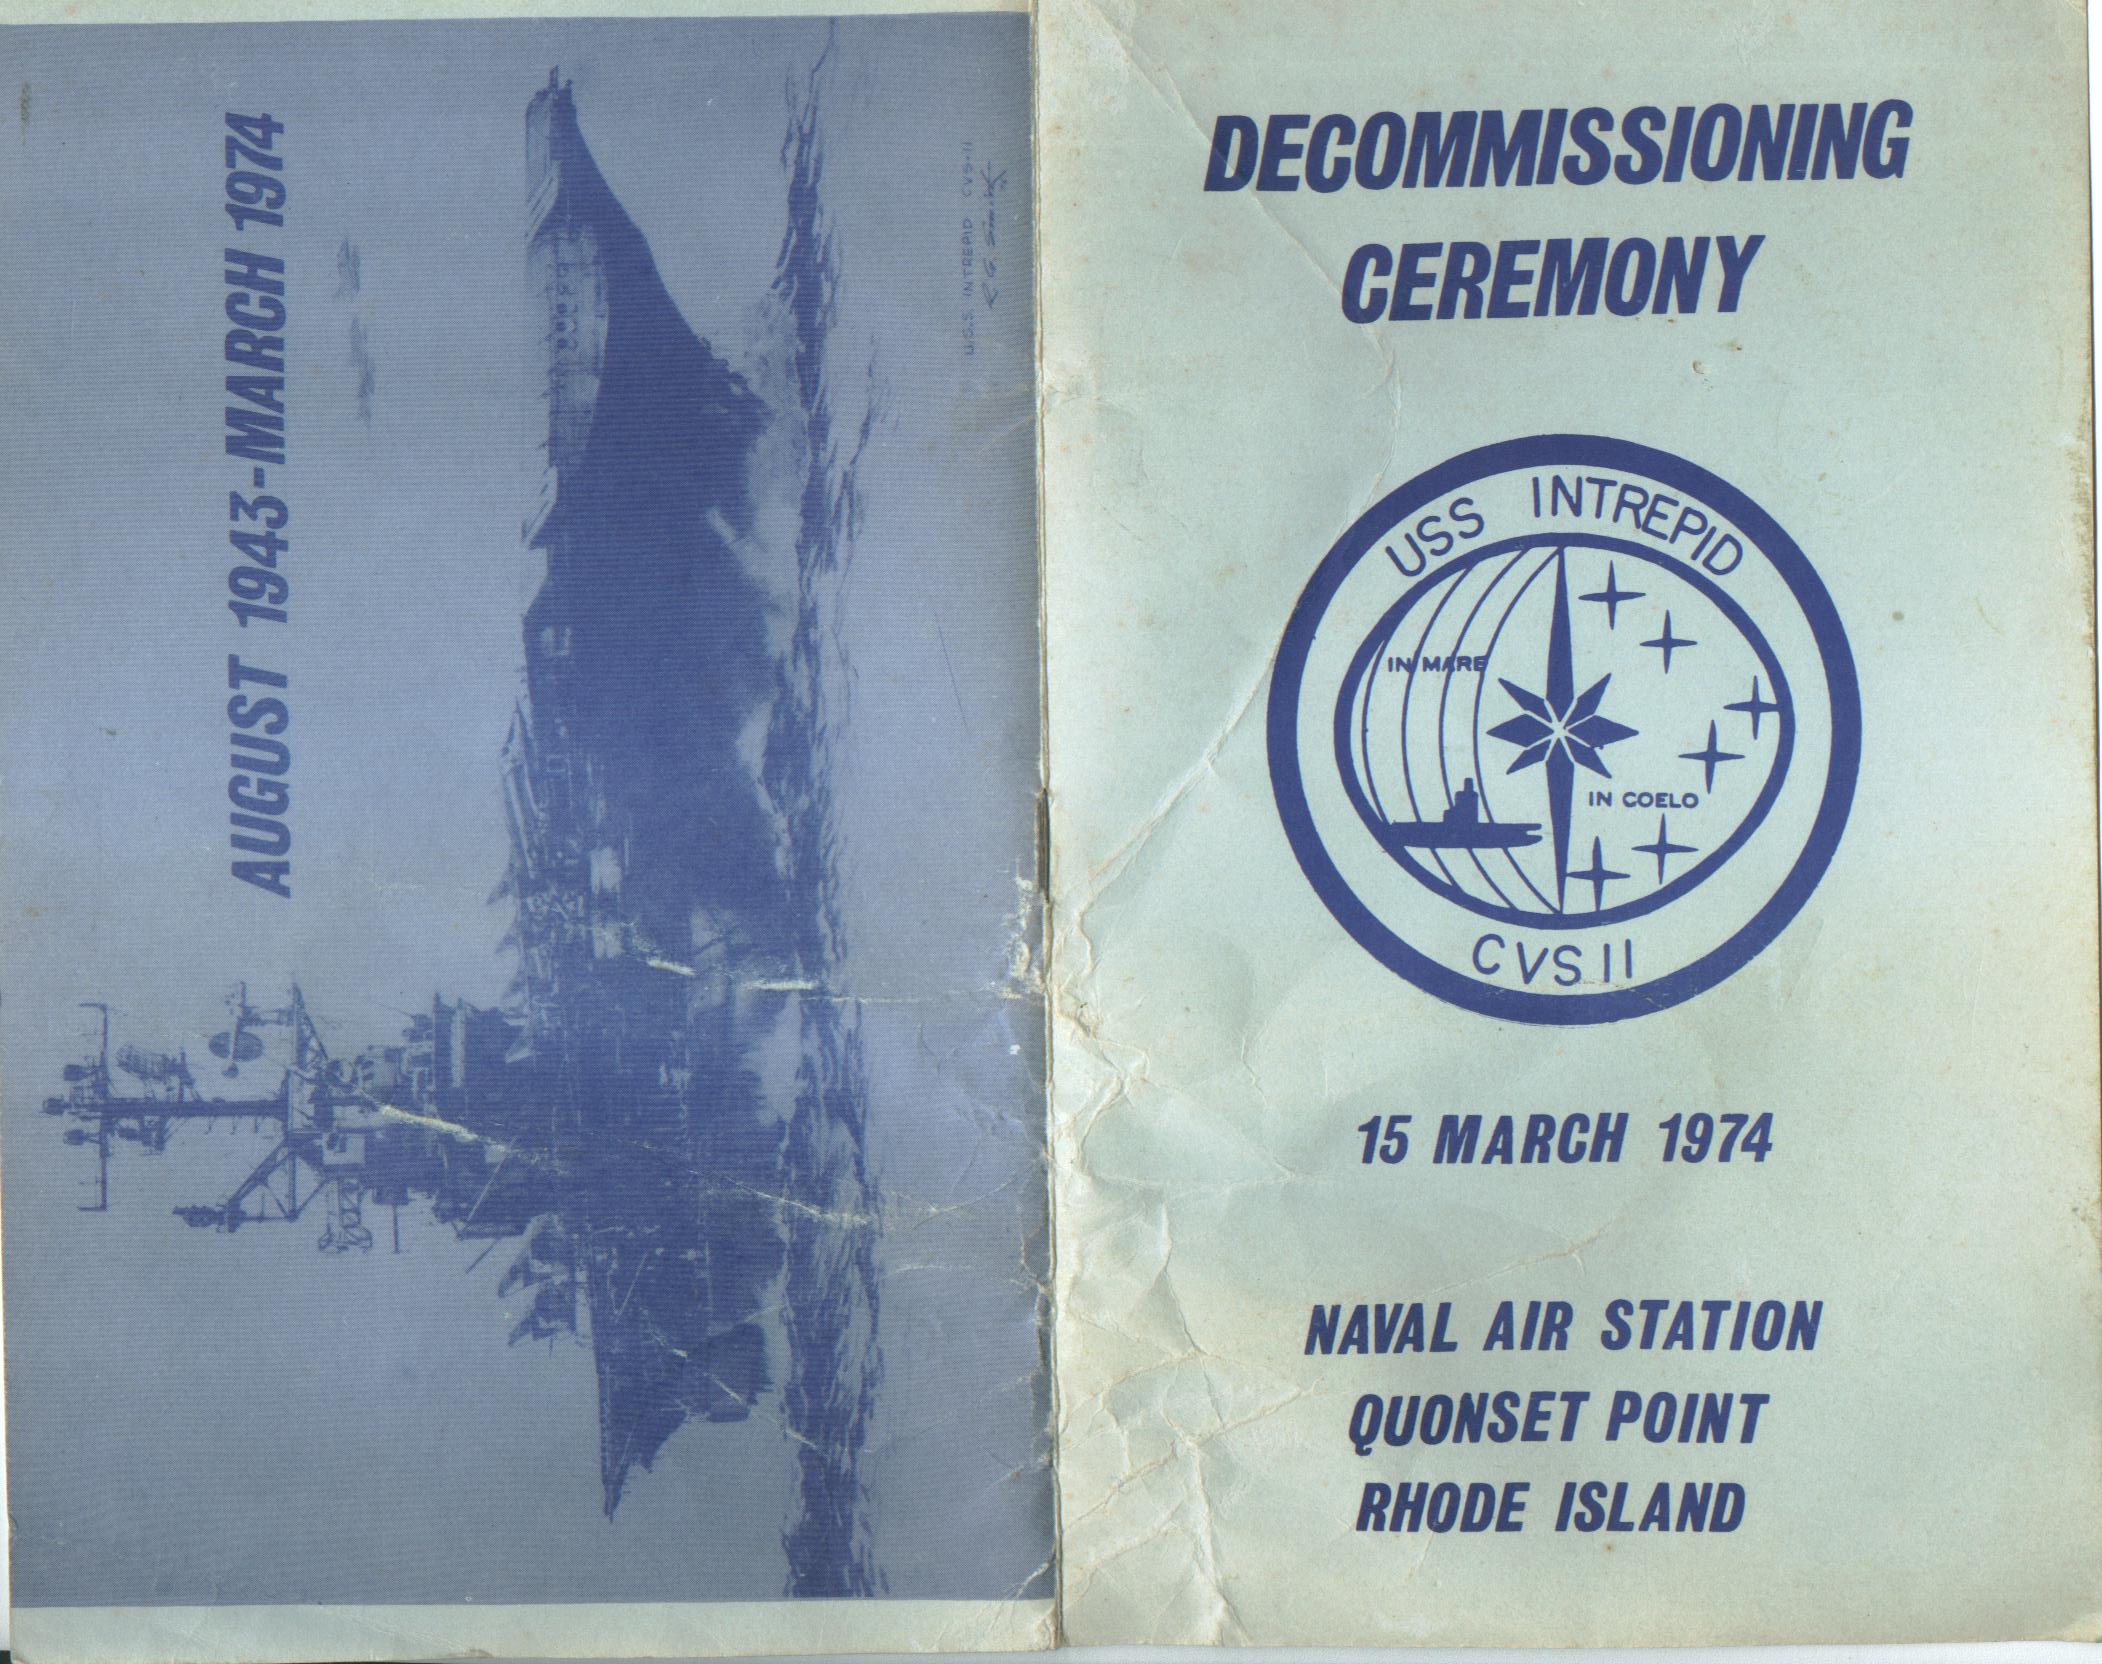 AUGUST 1943-MARCH 1974
U.S.S. INTREPID CVS-11
DECOMMISSIONING
CEREMONY
USS INTREPID
IN MARE
IN COELO
CVS 11
15 MARCH 1974
NAVAL AIR STATION
QUONSET POINT
RHODE ISLAND